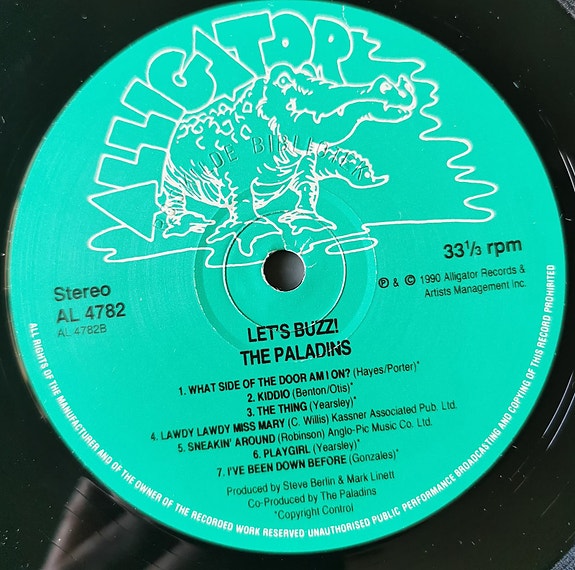 ALLIGATOR
DE BIBLIOTEK
33⅓ rpm
Stereo
AL 4782
AL 4782B
℗ & © 1990 Alligator Records &
Artists Management Inc.
LET'S BUZZ!
THE PALADINS
1. WHAT SIDE OF THE DOOR AM I ON? (Hayes/Porter)*
2. KIDDIO (Benton/Otis)*
3. THE THING (Yearsley)*
4. LAWDY LAWDY MISS MARY (C. Willis) Kassner Associated Pub. Ltd.
5. SNEAKIN' AROUND (Robinson) Anglo-Pic Music Co. Ltd.
6. PLAYGIRL (Yearsley)*
7. I'VE BEEN DOWN BEFORE (Gonzales)*
Produced by Steve Berlin & Mark Linett
Co-Produced by The Paladins
*Copyright Control
ALL RIGHTS OF THE MANUFACTURER AND OF THE OWNER OF THE RECORDED WORK RESERVED UNAUTHORISED PUBLIC PERFORMANCE BROADCASTING AND COPYING OF THIS RECORD PROHIBITED